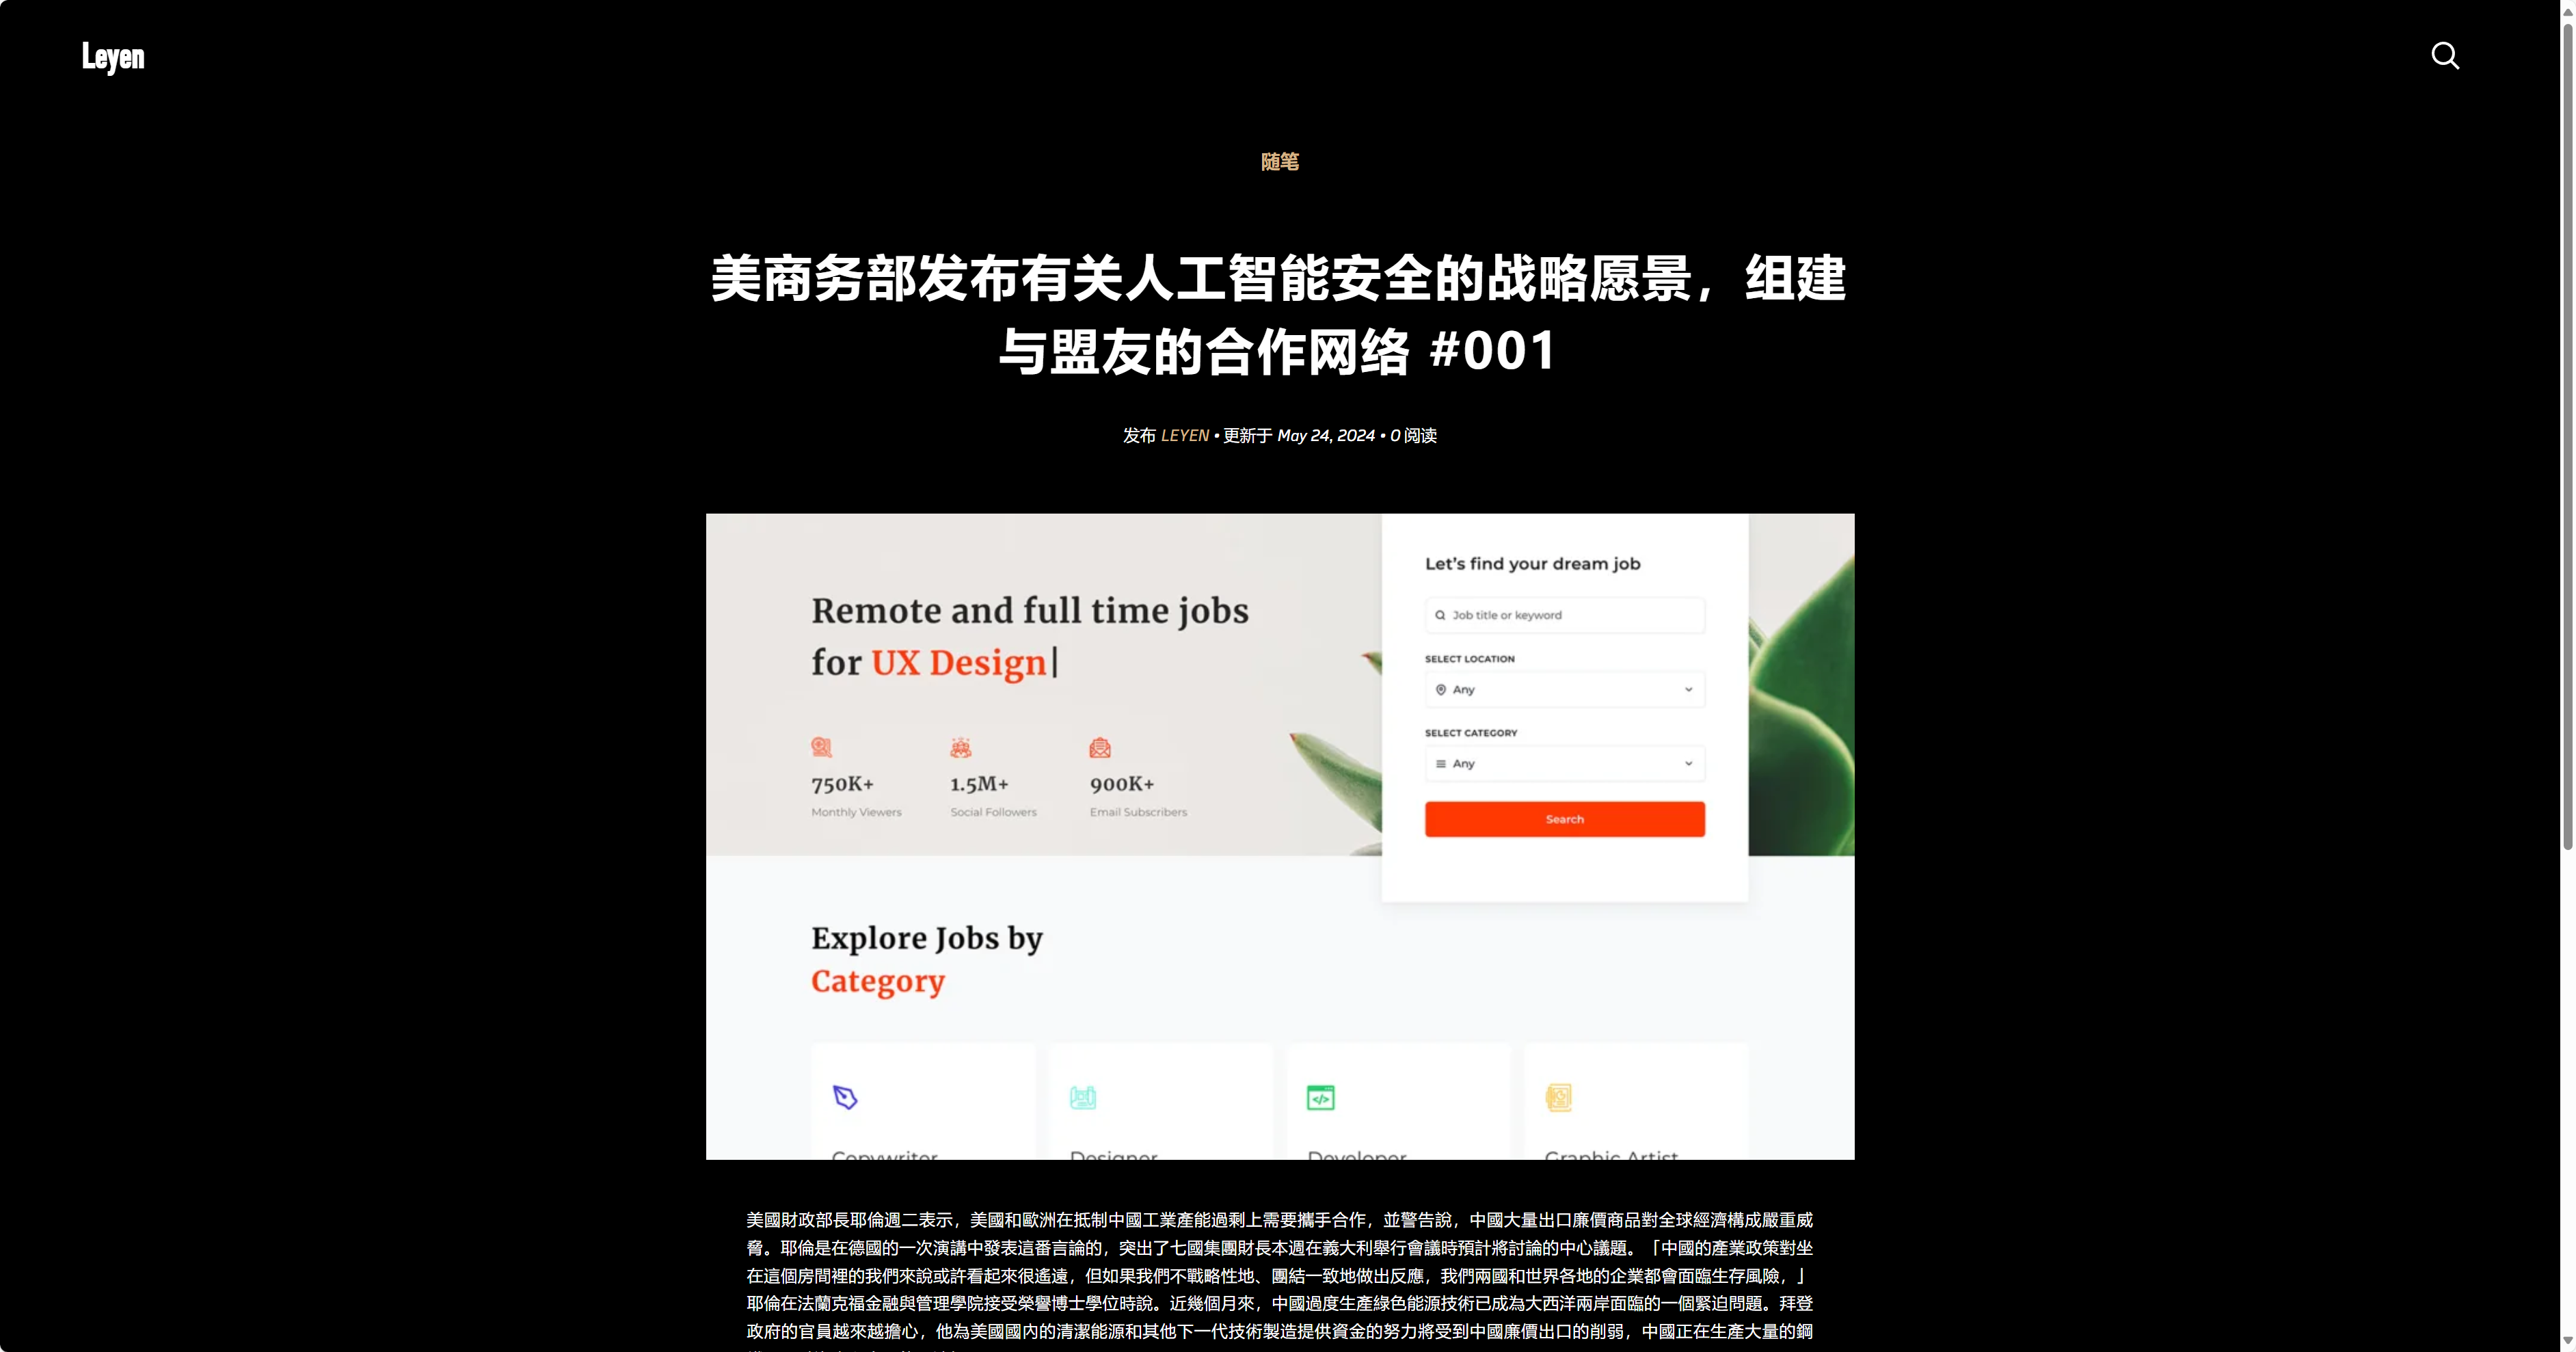 Leyen
随笔
美商务部发布有关人工智能安全的战略愿景，组建
与盟友的合作网络 #001
发布 LEYEN • 更新于 May 24, 2024 • 0 阅读
Remote and full time jobs
for UX Design|
750K+
Monthly Viewers
1.5M+
Social Followers
900K+
Email Subscribers
Let's find your dream job
Job title or keyword
SELECT LOCATION
Any
SELECT CATEGORY
Any
Search
Explore Jobs by
Category
Copywriter
Designer
Developer
Graphic Artist
美國財政部長耶倫週二表示，美國和歐洲在抵制中國工業產能過剩上需要攜手合作，並警告說，中國大量出口廉價商品對全球經濟構成嚴重威
脅。耶倫是在德國的一次演講中發表這番言論的，突出了七國集團財長本週在義大利舉行會議時預計將討論的中心議題。「中國的產業政策對坐
在這個房間裡的我們來說或許看起來很遙遠，但如果我們不戰略性地、團結一致地做出反應，我們兩國和世界各地的企業都會面臨生存風險，」
耶倫在法蘭克福金融與管理學院接受榮譽博士學位時說。近幾個月來，中國過度生產綠色能源技術已成為大西洋兩岸面臨的一個緊迫問題。拜登
政府的官員越來越擔心，他為美國國內的清潔能源和其他下一代技術製造提供資金的努力將受到中國廉價出口的削弱，中國正在生產大量的鋼